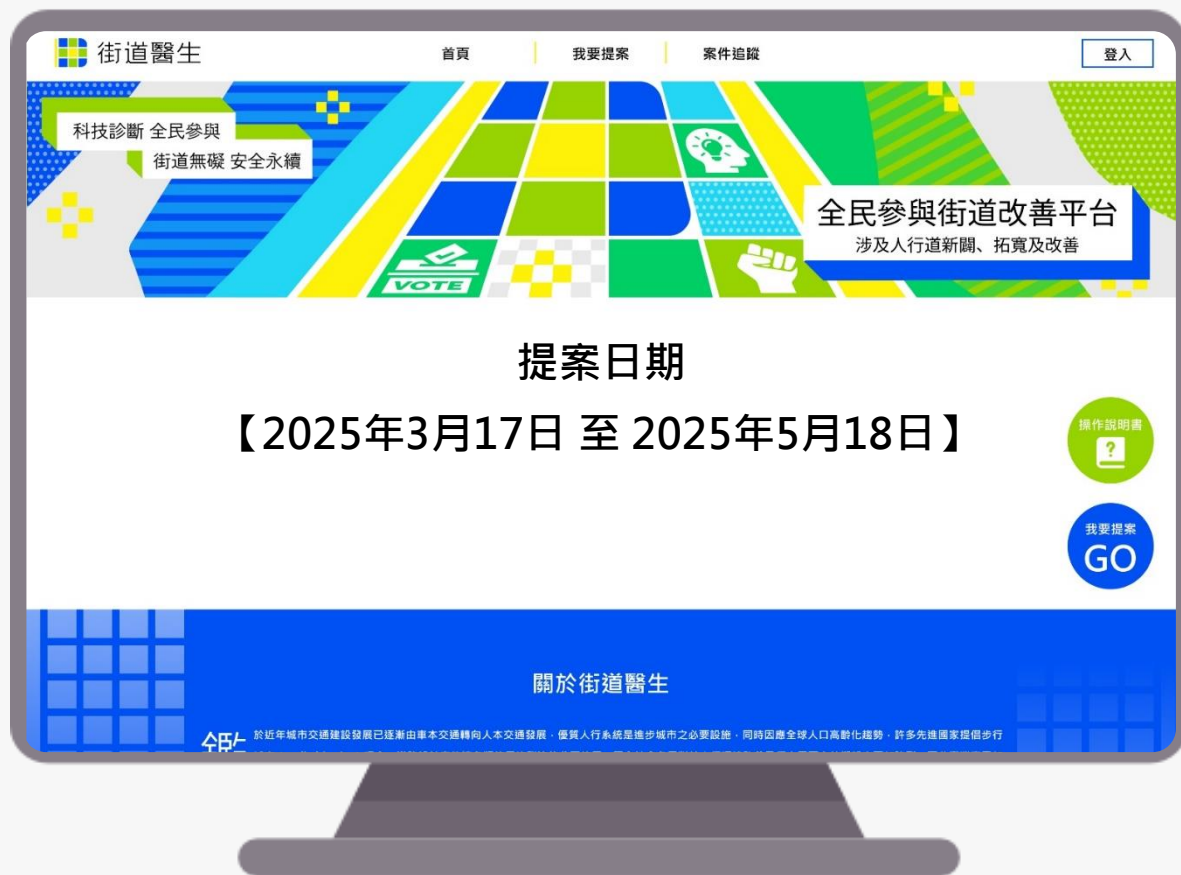 街道醫生
首頁
我要提案
案件追蹤
登入
科技診斷 全民參與
街道無礙 安全永續
VOTE
全民參與街道改善平台
涉及人行道新闢、拓寬及改善
提案日期
【2025年3月17日 至 2025年5月18日】
操作說明書
?
我要提案
GO
關於街道醫生
鑑於近年城市交通建設發展已逐漸由車本交通轉向人本交通發展，優質人行系統是進步城市之必要設施，同時因應全球人口高齡化趨勢，許多先進國家提倡步行